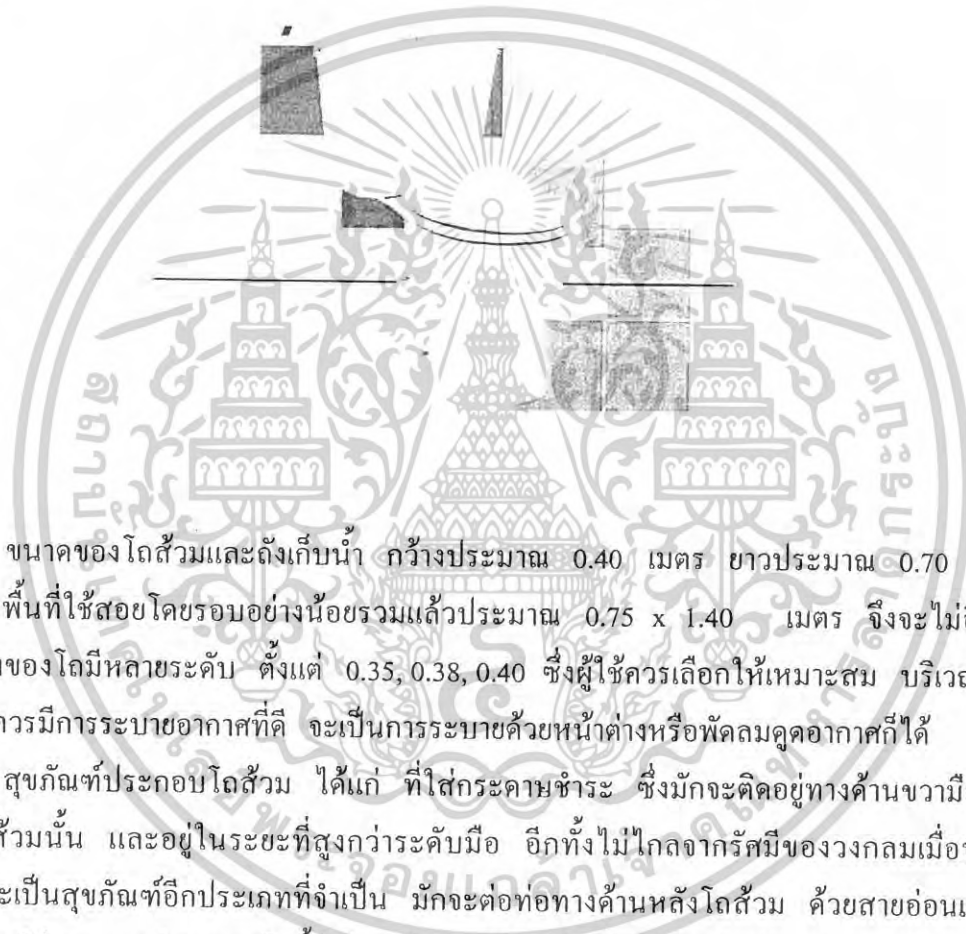 ขนาดของโถส้วมและถังเก็บน้ำ กว้างประมาณ 0.40 เมตร ยาวประมาณ 0.70
พื้นที่ใช้สอยโดยรอบอย่างน้อยรวมแล้วประมาณ 0.75 x 1.40 เมตร จึงจะไม่
ของโถมีหลายระดับ ตั้งแต่ 0.35, 0.38, 0.40 ซึ่งผู้ใช้ควรเลือกให้เหมาะสม
ควรมีการระบายอากาศที่ดี จะเป็นการระบายด้วยหน้าต่างหรือพัดลมดูดอากาศก็ได้
สุขภัณฑ์ประกอบโถส้วม ได้แก่ ที่ใส่กระดาษชำระ ซึ่งมักจะติดอยู่ทางด้านขวามื
ส้วมนั้น และอยู่ในระยะที่สูงกว่าระดับมือ อีกทั้งไม่ไกลจากรัศมีของวงกลมเมื่อ
เป็นสุขภัณฑ์อีกประเภทที่จำเป็น มักจะต่อท่อทางด้านหลังโถส้วม ด้วยสายอ่อน